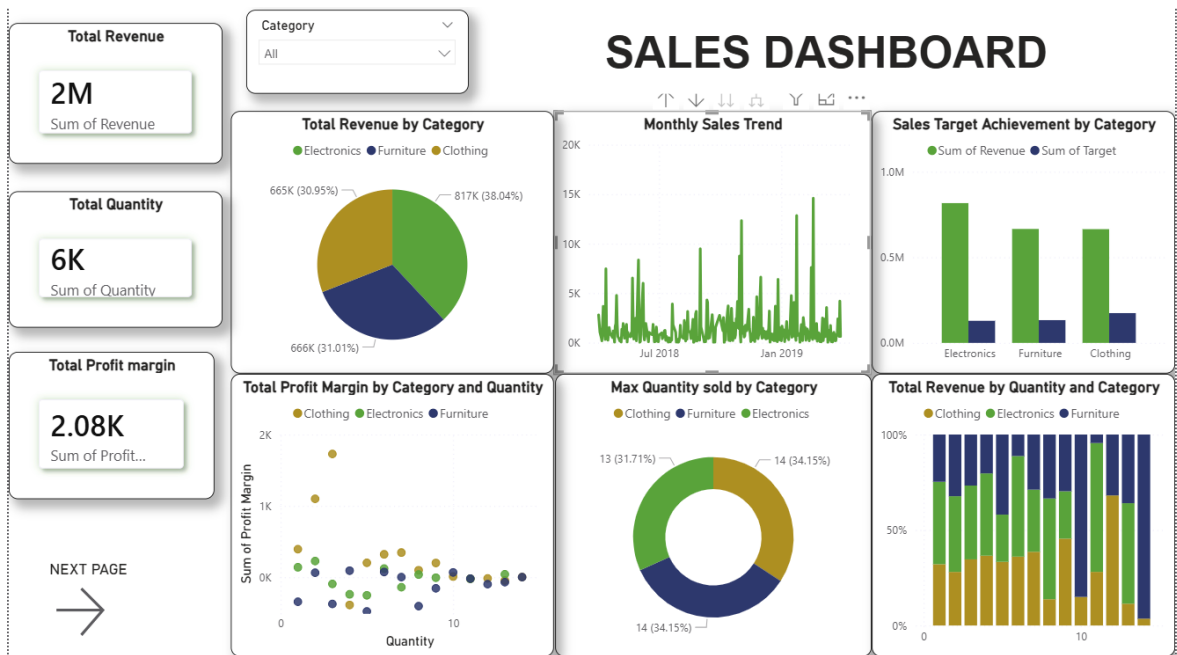 Total Revenue
2M
Sum of Revenue
Category
All
SALES DASHBOARD
Total Quantity
6K
Sum of Quantity
Total Profit margin
2.08K
Sum of Profit...
NEXT PAGE
Total Revenue by Category
Electronics Furniture Clothing
665K (30.95%)
817K (38.04%)
666K (31.01%)
Monthly Sales Trend
20K
15K
10K
5K
0K
Jul 2018 Jan 2019
Sales Target Achievement by Category
Sum of Revenue Sum of Target
1.0M
0.5M
0.0M
Electronics Furniture Clothing
Total Profit Margin by Category and Quantity
Clothing Electronics Furniture
Sum of Profit Margin
2K
1K
0K
0 10
Quantity
Max Quantity sold by Category
Clothing Furniture Electronics
13 (31.71%)
14 (34.15%)
14 (34.15%)
Total Revenue by Quantity and Category
Clothing Electronics Furniture
100%
50%
0%
0 10